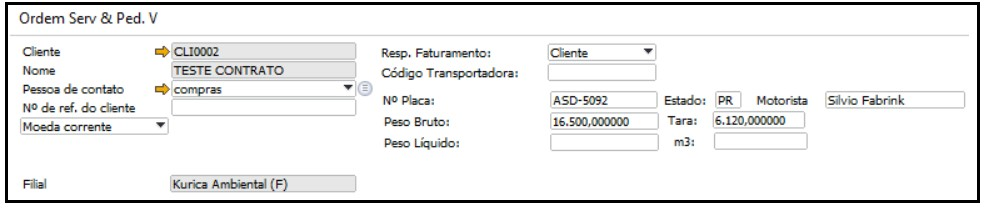 Ordem Serv & Ped. V
Cliente CLI0002 Resp. Faturamento: Cliente
Nome TESTE CONTRATO Código Transportadora:
Pessoa de contato compras
Nº de ref. do cliente Nº Placa: ASD-5092 Estado: PR Motorista Silvio Fabrink
Moeda corrente Peso Bruto: 16.500,000000 Tara: 6.120,000000
Peso Líquido: m3:
Filial Kurica Ambiental (F)